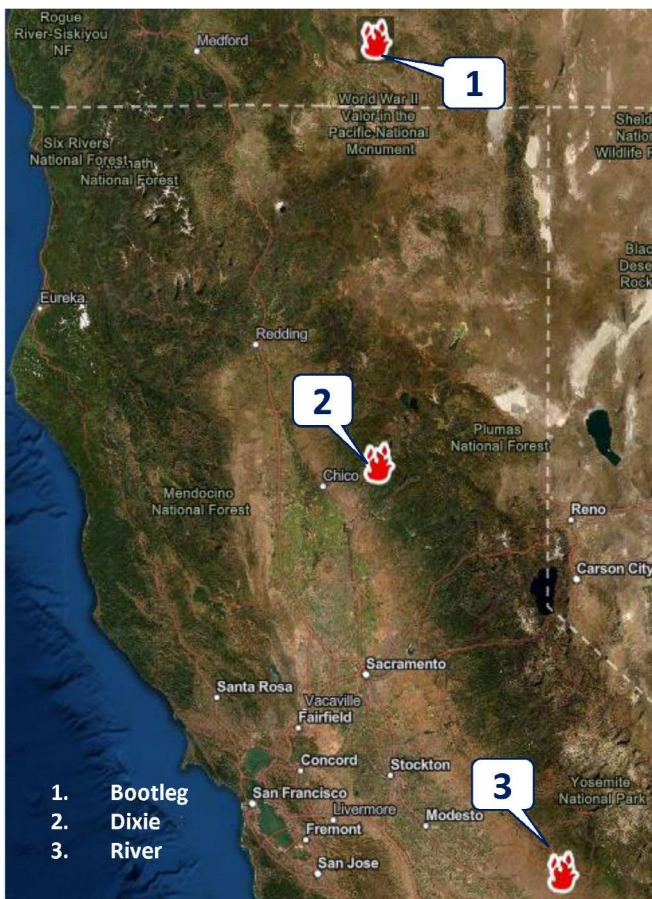 Rogue
River-Siskiyou
NF
Medford
1
World War II
Valor in the
Pacific National
Monument
Six Rivers
National Forest
National Forest
Eureka
Redding
2
Plumas
National Forest
Chico
Mendocino
National Forest
Reno
Carson City
Sacramento
Santa Rosa
Vacaville
Fairfield
Concord
Stockton
3
Yosemite
National Park
San Francisco
Livermore
Modesto
Fremont
San Jose
1. Bootleg
2. Dixie
3. River